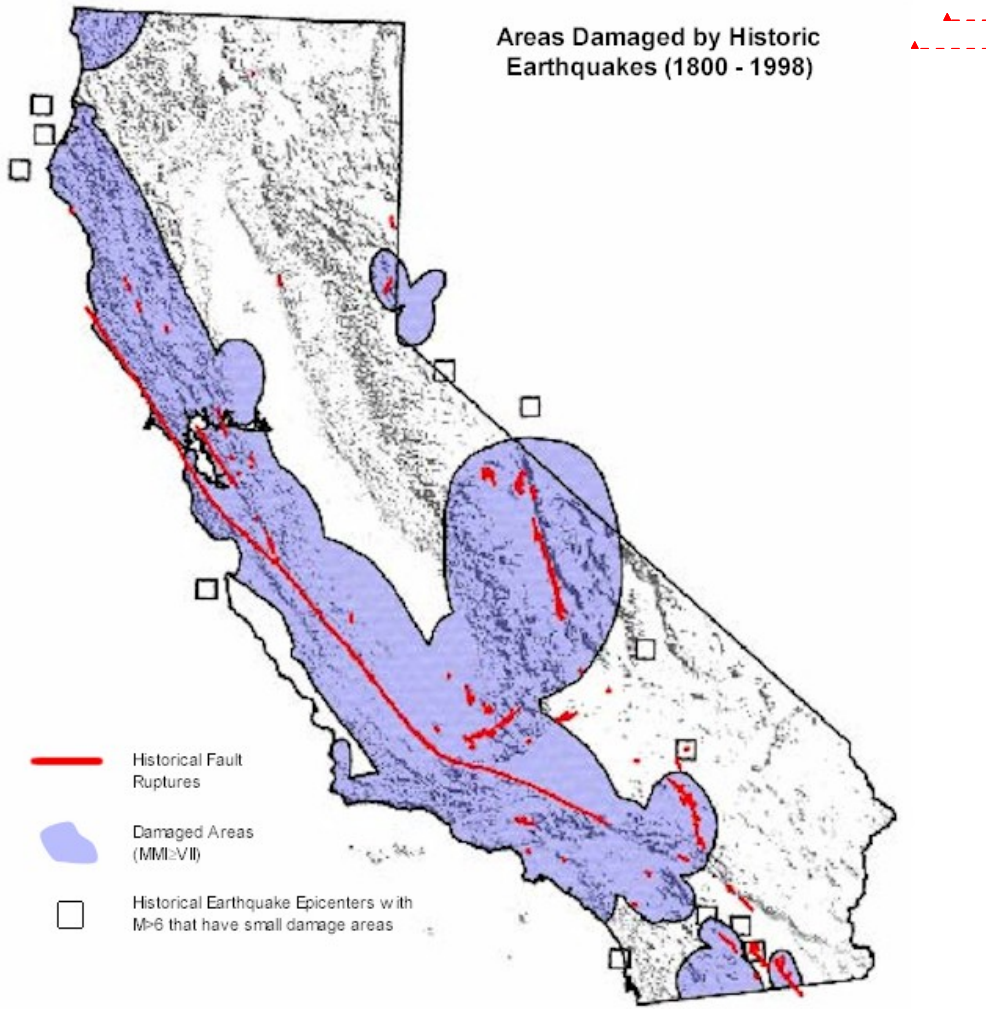 Areas Damaged by Historic
Earthquakes (1800 - 1998)
Historical Fault
Ruptures
Damaged Areas
(MMI≥VII)
Historical Earthquake Epicenters with
M>6 that have small damage areas